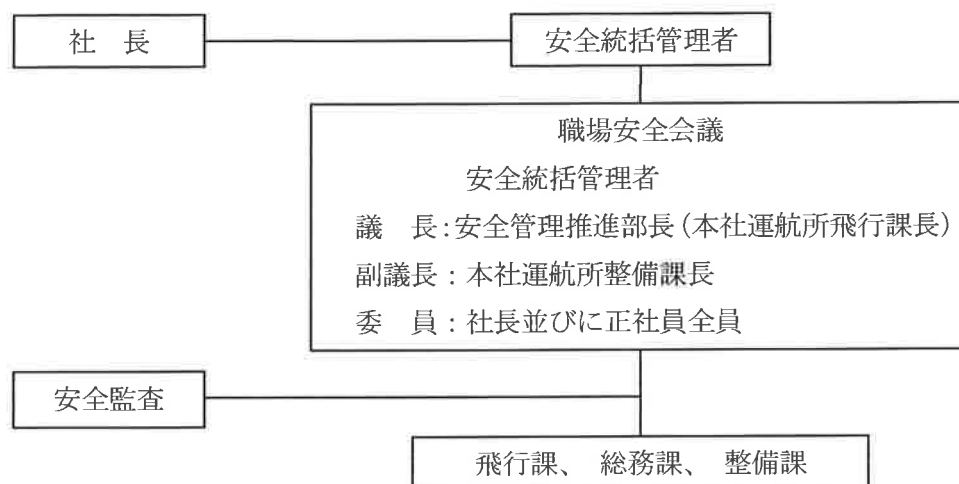 社　長
安全統括管理者
職場安全会議
安全統括管理者
議　長：安全管理推進部長（本社運航所飛行課長）
副議長：本社運航所整備課長
委　員：社長並びに正社員全員
安全監査
飛行課、　総務課、　整備課